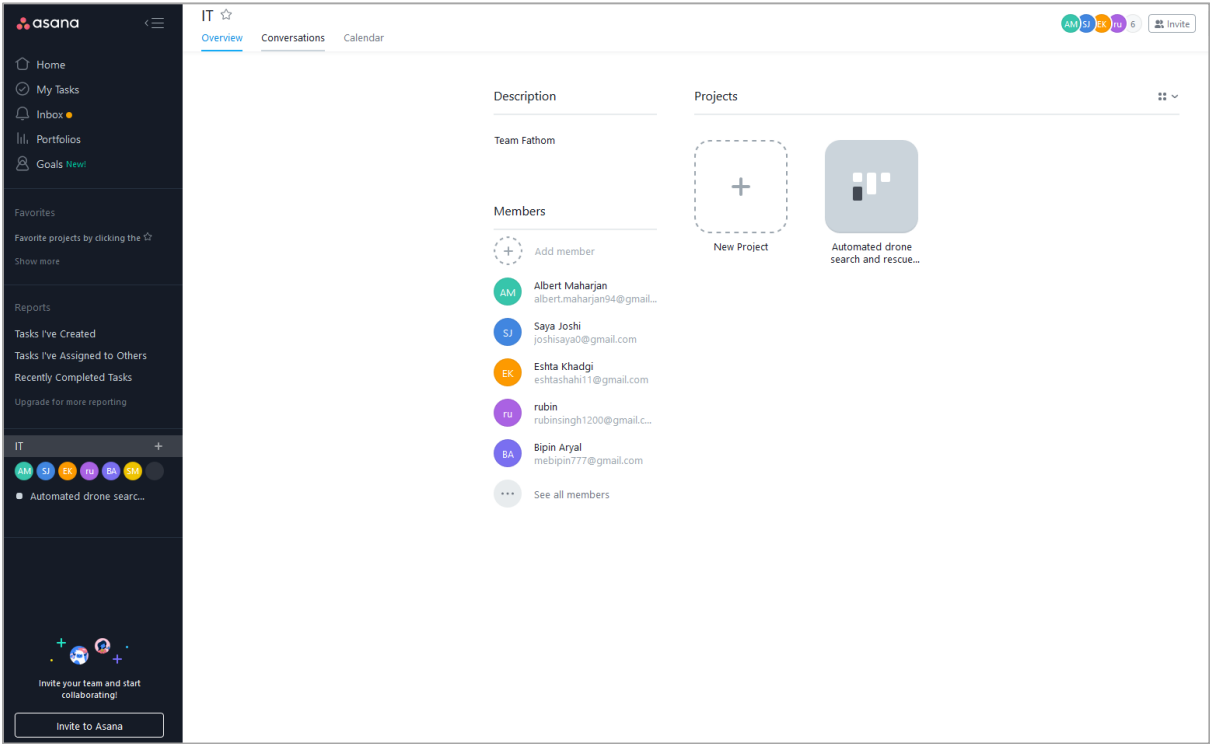 asana
Home
My Tasks
Inbox
Portfolios
Goals New!
Favorites
Favorite projects by clicking the
Show more
Reports
Tasks I've Created
Tasks I've Assigned to Others
Recently Completed Tasks
Upgrade for more reporting
IT +
AM SJ EK ru BA SM
Automated drone searc...
Invite your team and start
collaborating!
Invite to Asana
IT
Overview Conversations Calendar
AM SJ EK ru 6 Invite
Description
Team Fathom
Members
+ Add member
AM Albert Maharjan
albert.maharjan94@gmail...
SJ Saya Joshi
joshisaya0@gmail.com
EK Eshta Khadgi
eshtashahi11@gmail.com
ru rubin
rubinsingh1200@gmail.c...
BA Bipin Aryal
mebipin777@gmail.com
... See all members
Projects
+
New Project
Automated drone
search and rescue...